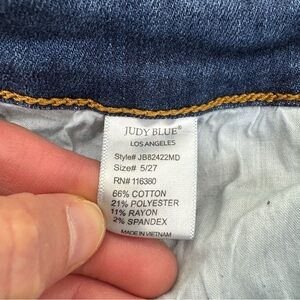 JUDY BLUE®
LOS ANGELES
Style# JB82422MD
Size# 5/27
RN# 116380
66% COTTON
21% POLYESTER
11% RAYON
2% SPANDEX
MADE IN VIETNAM